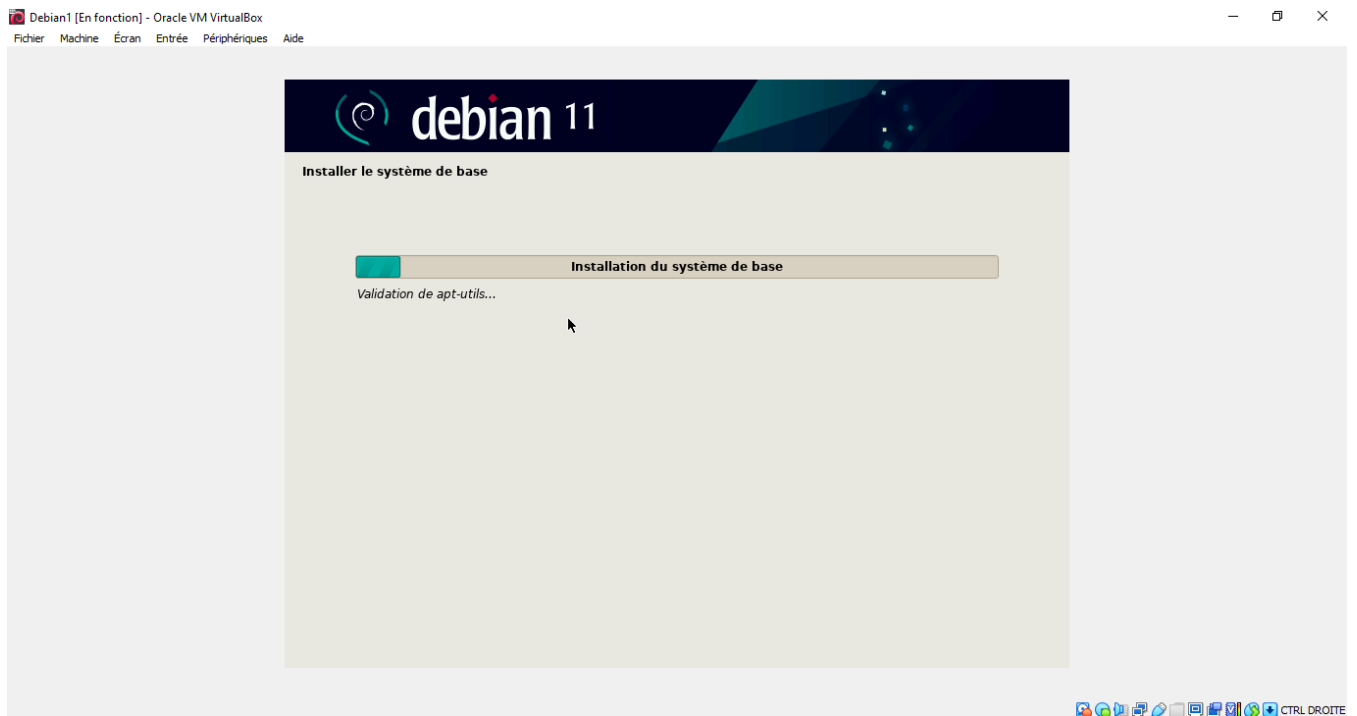 Debian1 [En fonction] - Oracle VM VirtualBox
Fichier Machine Écran Entrée Périphériques Aide
debian 11
Installer le système de base
Installation du système de base
Validation de apt-utils...
CTRL DROITE